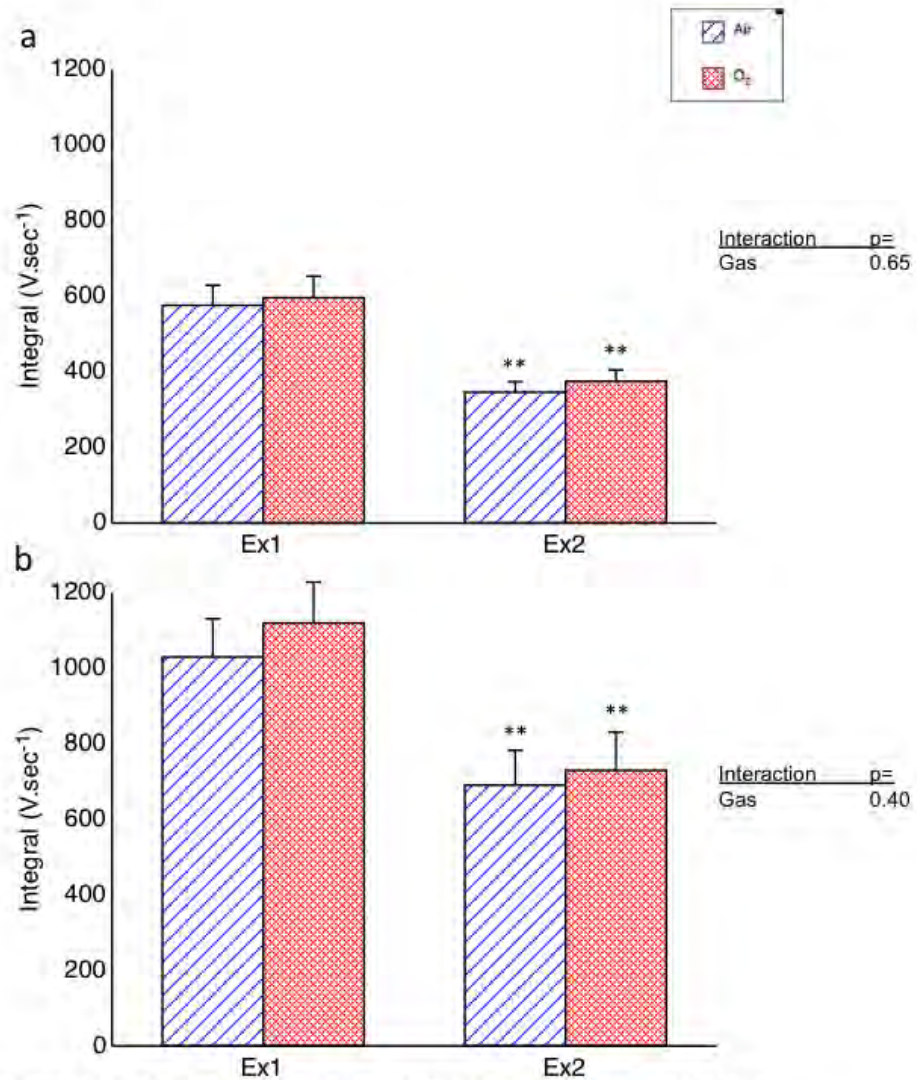 a
Air
O₂
1200
1000
800
600
400
200
0
Integral (V.sec⁻¹)
** **
Ex1 Ex2
Interaction p=
Gas 0.65
b
1200
1000
800
600
400
200
0
Integral (V.sec⁻¹)
** **
Ex1 Ex2
Interaction p=
Gas 0.40